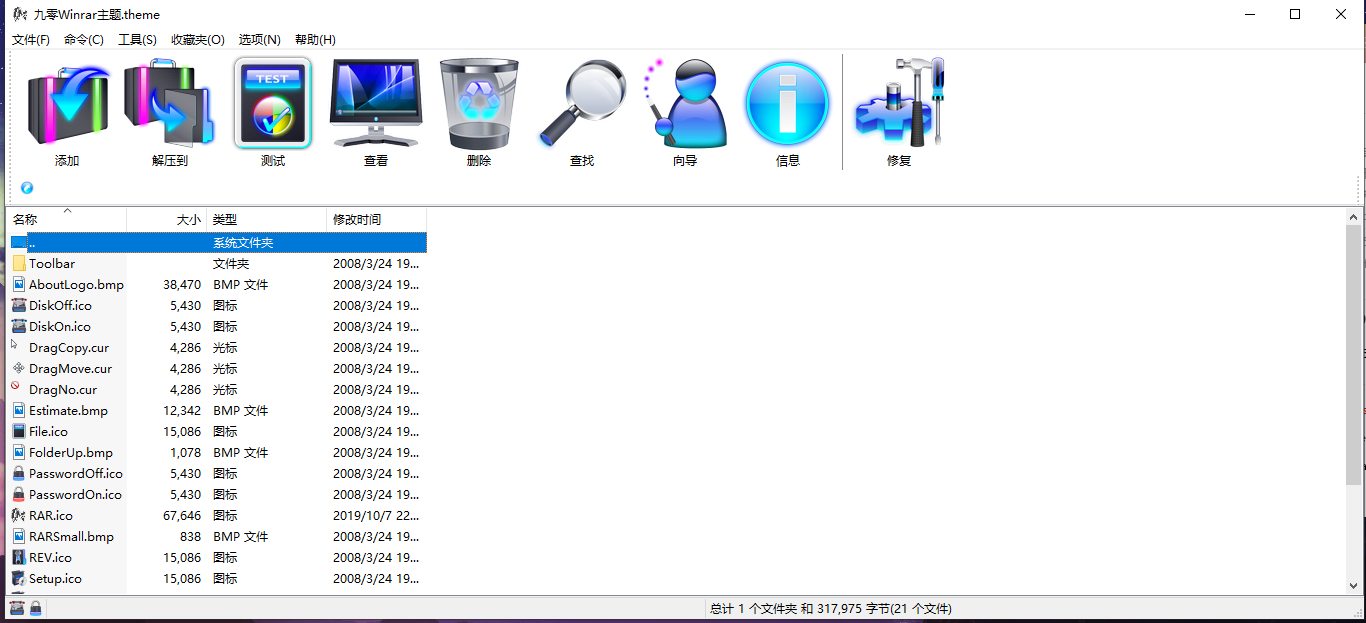 九零Winrar主题.theme
文件(F) 命令(C) 工具(S) 收藏夹(O) 选项(N) 帮助(H)
TEST
添加 解压到 测试 查看 删除 查找 向导 信息 修复
名称 大小 类型 修改时间
.. 系统文件夹
Toolbar 文件夹 2008/3/24 19...
AboutLogo.bmp 38,470 BMP 文件 2008/3/24 19...
DiskOff.ico 5,430 图标 2008/3/24 19...
DiskOn.ico 5,430 图标 2008/3/24 19...
DragCopy.cur 4,286 光标 2008/3/24 19...
DragMove.cur 4,286 光标 2008/3/24 19...
DragNo.cur 4,286 光标 2008/3/24 19...
Estimate.bmp 12,342 BMP 文件 2008/3/24 19...
File.ico 15,086 图标 2008/3/24 19...
FolderUp.bmp 1,078 BMP 文件 2008/3/24 19...
PasswordOff.ico 5,430 图标 2008/3/24 19...
PasswordOn.ico 5,430 图标 2008/3/24 19...
RAR.ico 67,646 图标 2019/10/7 22...
RARSmall.bmp 838 BMP 文件 2008/3/24 19...
REV.ico 15,086 图标 2008/3/24 19...
Setup.ico 15,086 图标 2008/3/24 19...
总计 1 个文件夹 和 317,975 字节(21 个文件)